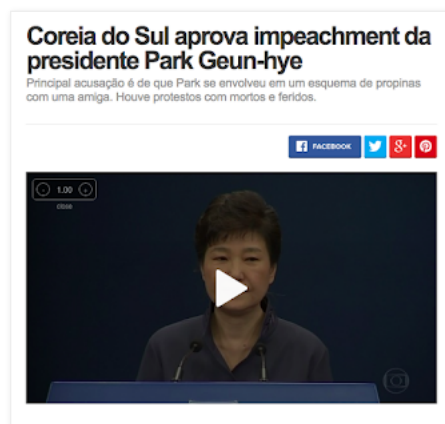 Coreia do Sul aprova impeachment da
presidente Park Geun-hye
Principal acusação é de que Park se envolveu em um esquema de propinas
com uma amiga. Houve protestos com mortos e feridos.
FACEBOOK
1.00
close